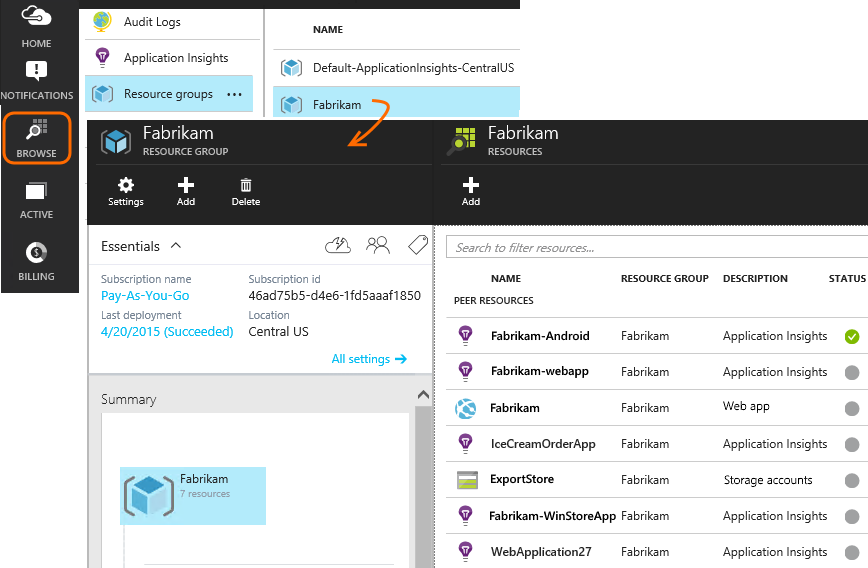 HOME
NOTIFICATIONS
BROWSE
ACTIVE
BILLING
Audit Logs
Application Insights
Resource groups ...
NAME
Default-ApplicationInsights-CentralUS
Fabrikam
Fabrikam
RESOURCE GROUP
Settings
Add
Delete
Essentials
Subscription name
Subscription id
Pay-As-You-Go
46ad75b5-d4e6-1fd5aaaf1850
Last deployment
Location
4/20/2015 (Succeeded)
Central US
All settings →
Summary
Fabrikam
7 resources
Fabrikam
RESOURCES
Add
Search to filter resources...
NAME RESOURCE GROUP DESCRIPTION STATUS
PEER RESOURCES
Fabrikam-Android Fabrikam Application Insights
Fabrikam-webapp Fabrikam Application Insights
Fabrikam Fabrikam Web app
IceCreamOrderApp Fabrikam Application Insights
ExportStore Fabrikam Storage accounts
Fabrikam-WinStoreApp Fabrikam Application Insights
WebApplication27 Fabrikam Application Insights